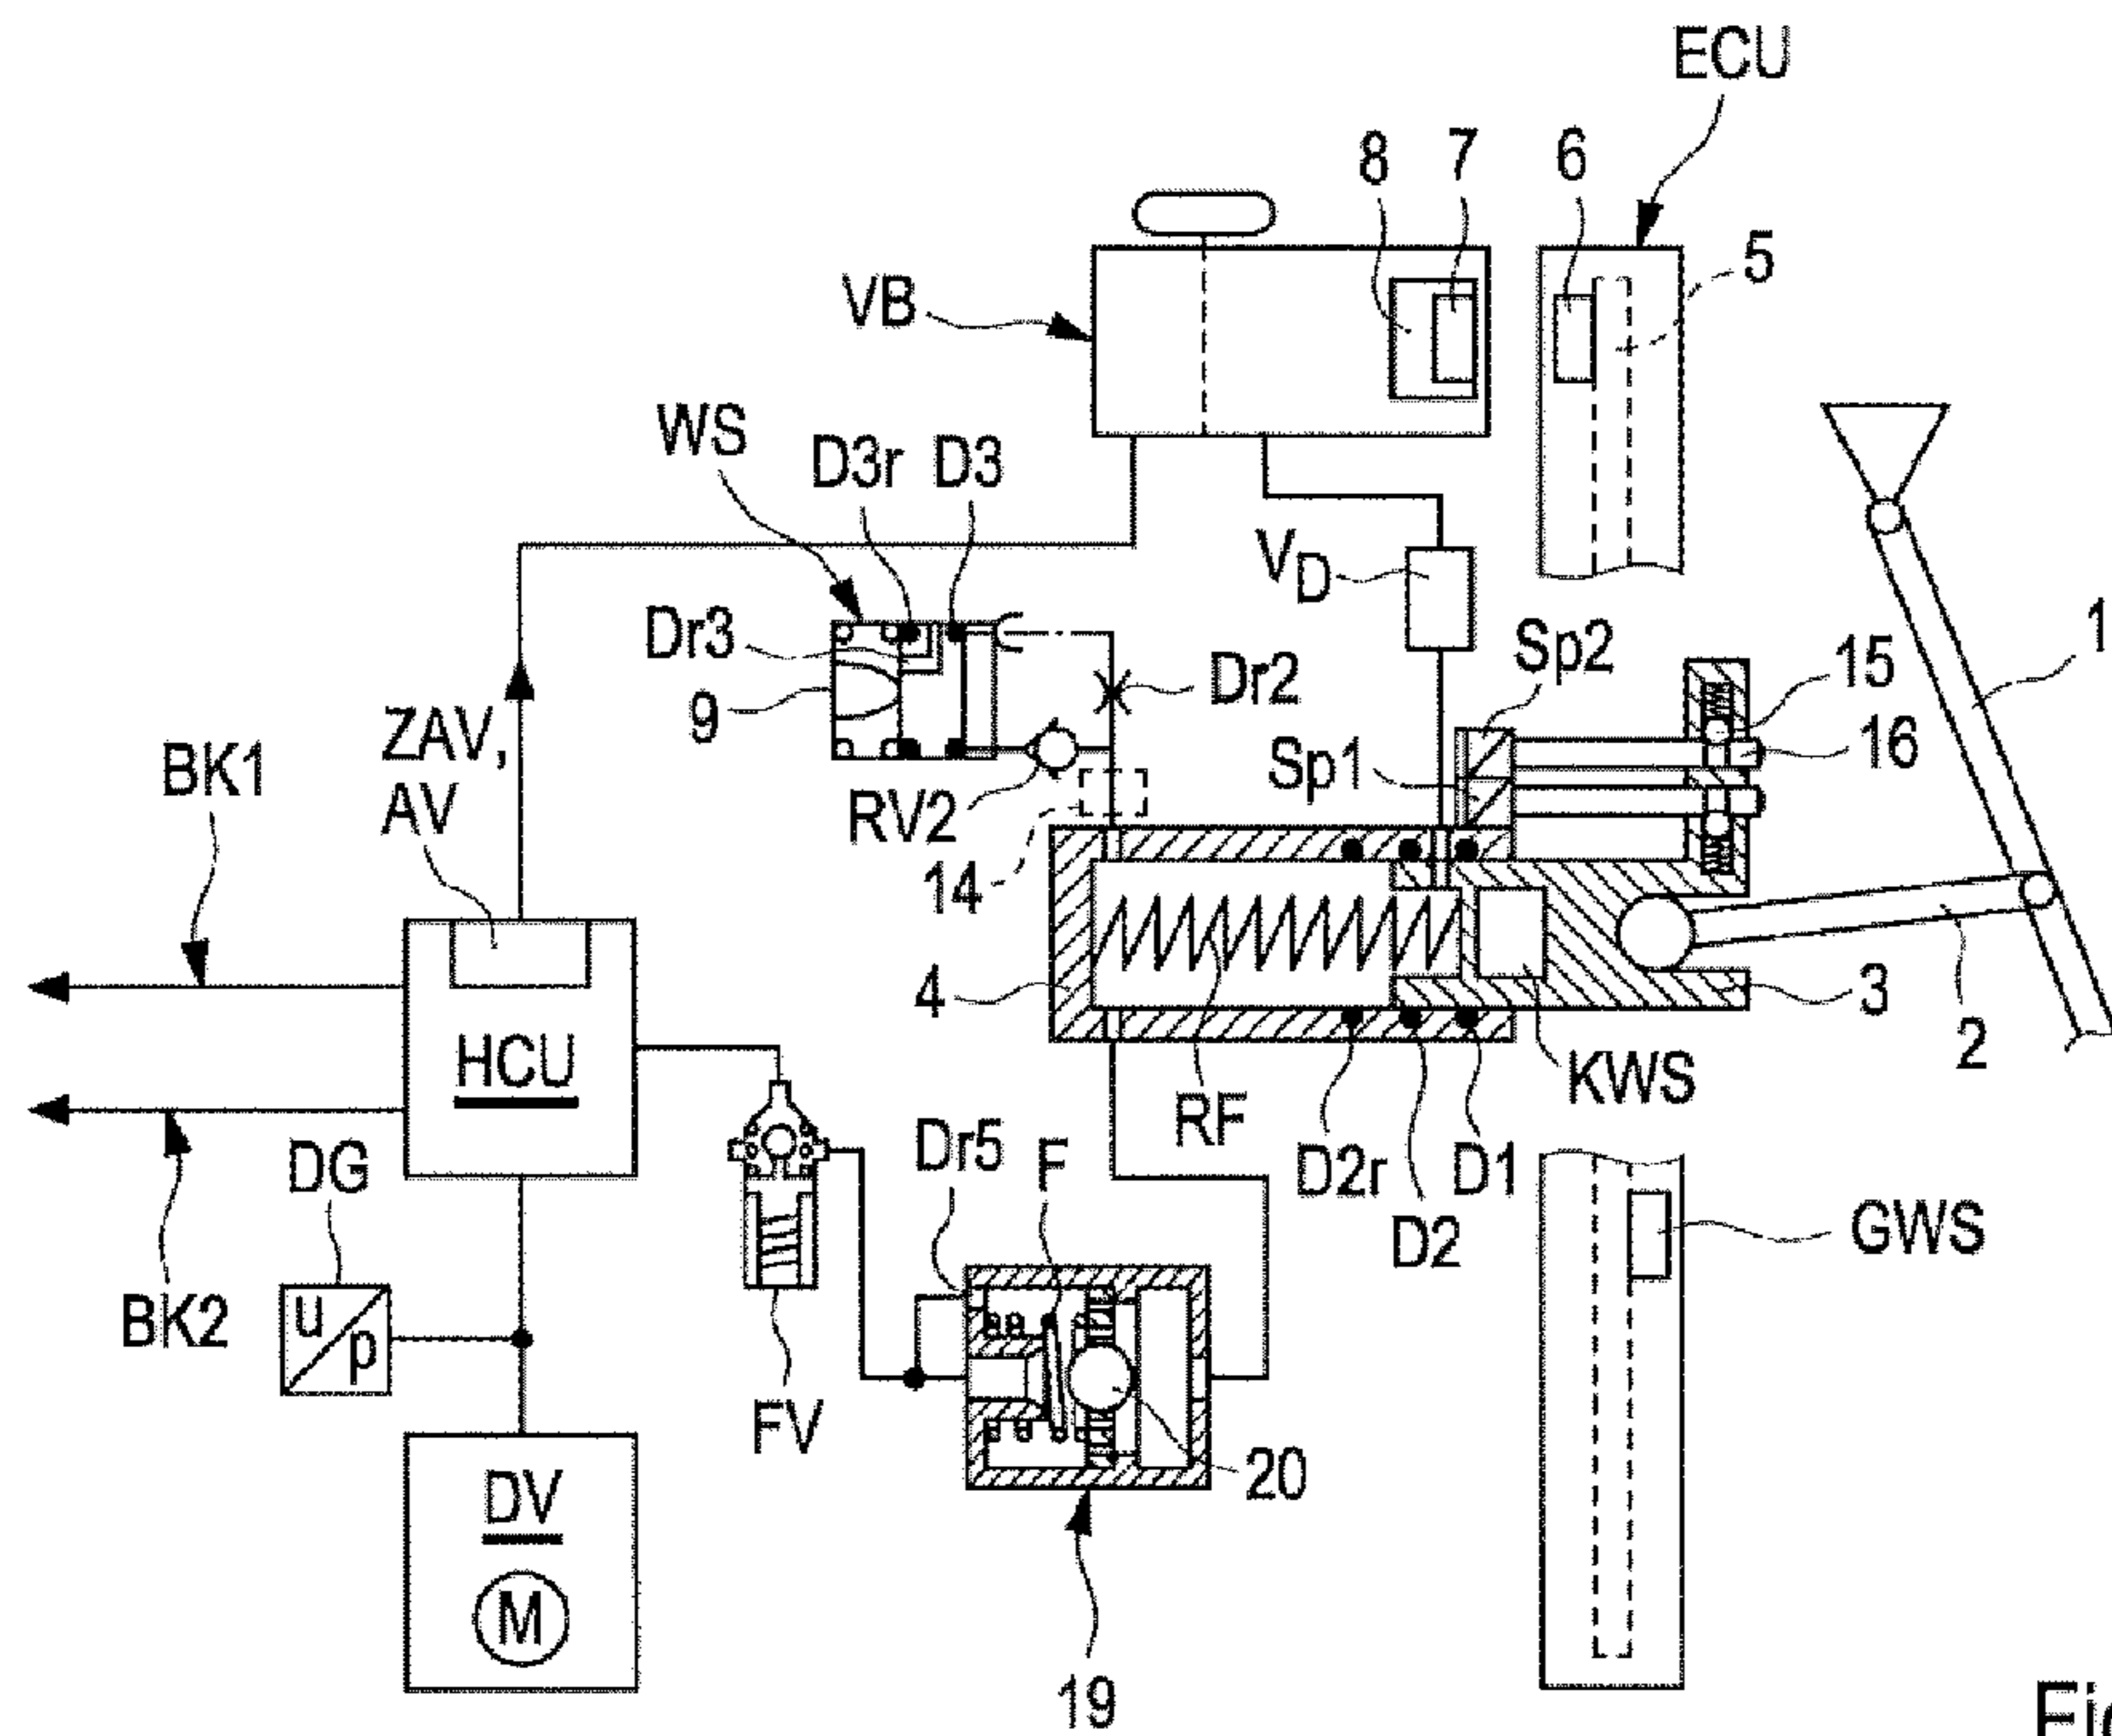 ECU
8
7
6
5
VB
WS
D3r
D3
VD
1
Dr3
Sp2
15
9
Dr2
16
ZAV,
AV
Sp1
BK1
RV2
14
4
3
2
HCU
KWS
RF
Dr5
F
D2r
D1
DG
D2
GWS
BK2
u
p
FV
20
DV
M
19